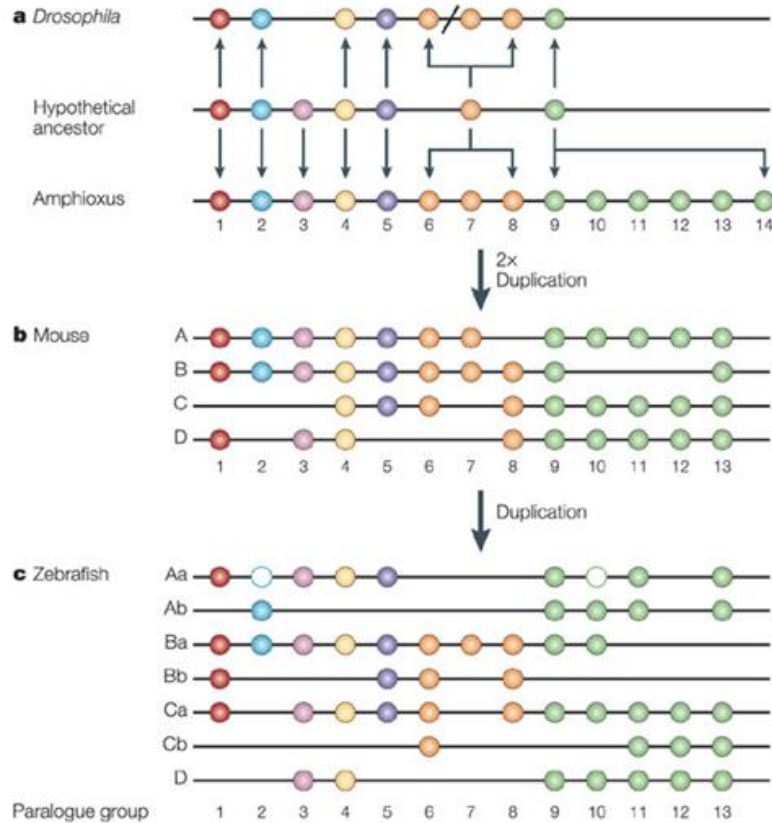 a Drosophila
Hypothetical
ancestor
Amphioxus
1 2 3 4 5 6 7 8 9 10 11 12 13 14
2×
Duplication
b Mouse A
B
C
D
1 2 3 4 5 6 7 8 9 10 11 12 13
Duplication
c Zebrafish Aa
Ab
Ba
Bb
Ca
Cb
D
Paralogue group 1 2 3 4 5 6 7 8 9 10 11 12 13